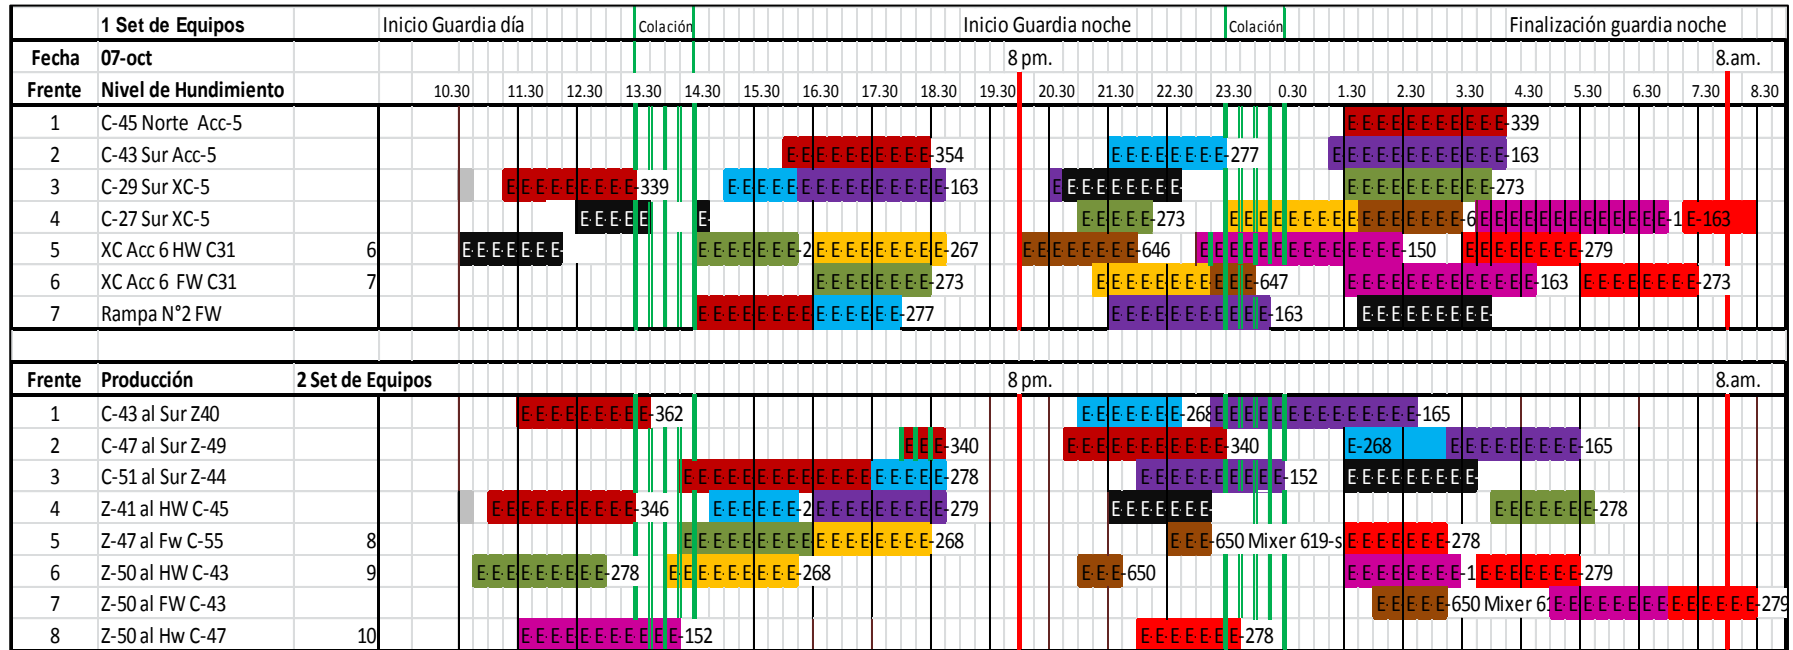 1 Set de Equipos Inicio Guardia día Colación Inicio Guardia noche Colación Finalización guardia noche
Fecha 07-oct 8 pm. 8.am.
Frente Nivel de Hundimiento 10.30 11.30 12.30 13.30 14.30 15.30 16.30 17.30 18.30 19.30 20.30 21.30 22.30 23.30 0.30 1.30 2.30 3.30 4.30 5.30 6.30 7.30 8.30
1 C-45 Norte Acc-5 E-339
2 C-43 Sur Acc-5 E-354 E-277 E-163
3 C-29 Sur XC-5 E-339 E-163 E-273
4 C-27 Sur XC-5 E-273 E-6 E-1 E-163
5 XC Acc 6 HW C31 6 E-2 E-267 E-646 E-150 E-279
6 XC Acc 6 FW C31 7 E-273 E-647 E-163 E-273
7 Rampa N°2 FW E-277 E-163
Frente Producción 2 Set de Equipos 8 pm. 8.am.
1 C-43 al Sur Z40 E-362 E-268 E-165
2 C-47 al Sur Z-49 E-340 E-340 E-268 E-165
3 C-51 al Sur Z-44 E-278 E-152
4 Z-41 al HW C-45 E-346 E-2 E-279 E-278
5 Z-47 al Fw C-55 8 E-268 E-650 Mixer 619-s E-278
6 Z-50 al HW C-43 9 E-278 E-268 E-650 E-1 E-279
7 Z-50 al FW C-43 E-650 Mixer 61 E-279
8 Z-50 al Hw C-47 10 E-152 E-278